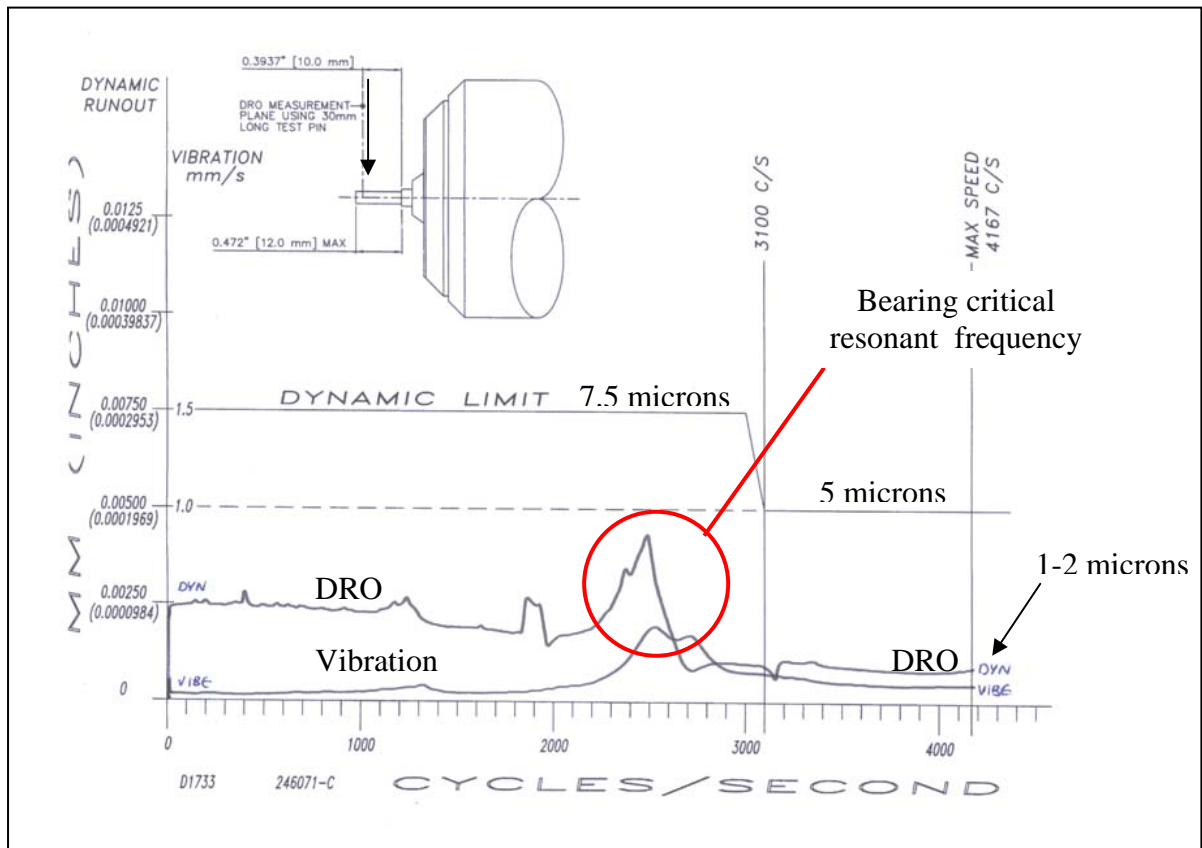 DYNAMIC
RUNOUT
VIBRATION
mm/s
0.3937" [10.0 mm]
DRO MEASUREMENT
PLANE USING 30mm
LONG TEST PIN
0.472" [12.0 mm] MAX
3100 C/S
MAX SPEED
4167 C/S
MM (INCHES)
0.0125
(0.0004921)
0.01000
(0.00039837)
0.00750
(0.0002953)
0.00500
(0.0001969)
0.00250
(0.0000984)
0
1.5
1.0
Bearing critical
resonant frequency
DYNAMIC LIMIT 7.5 microns
5 microns
1-2 microns
DYN
DRO
Vibration
VIBE
DRO
DYN
VIBE
0 1000 2000 3000 4000
D1733 246071-C CYCLES/SECOND